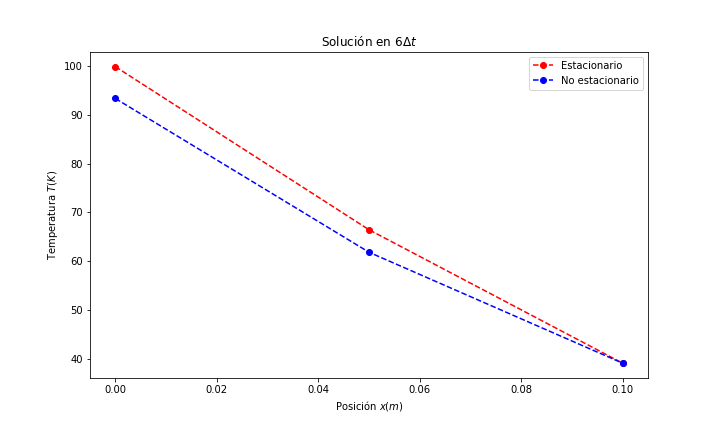 Solución en 6Δt
Estacionario
No estacionario
100
90
80
70
60
50
40
Temperatura T(K)
0.00 0.02 0.04 0.06 0.08 0.10
Posición x(m)